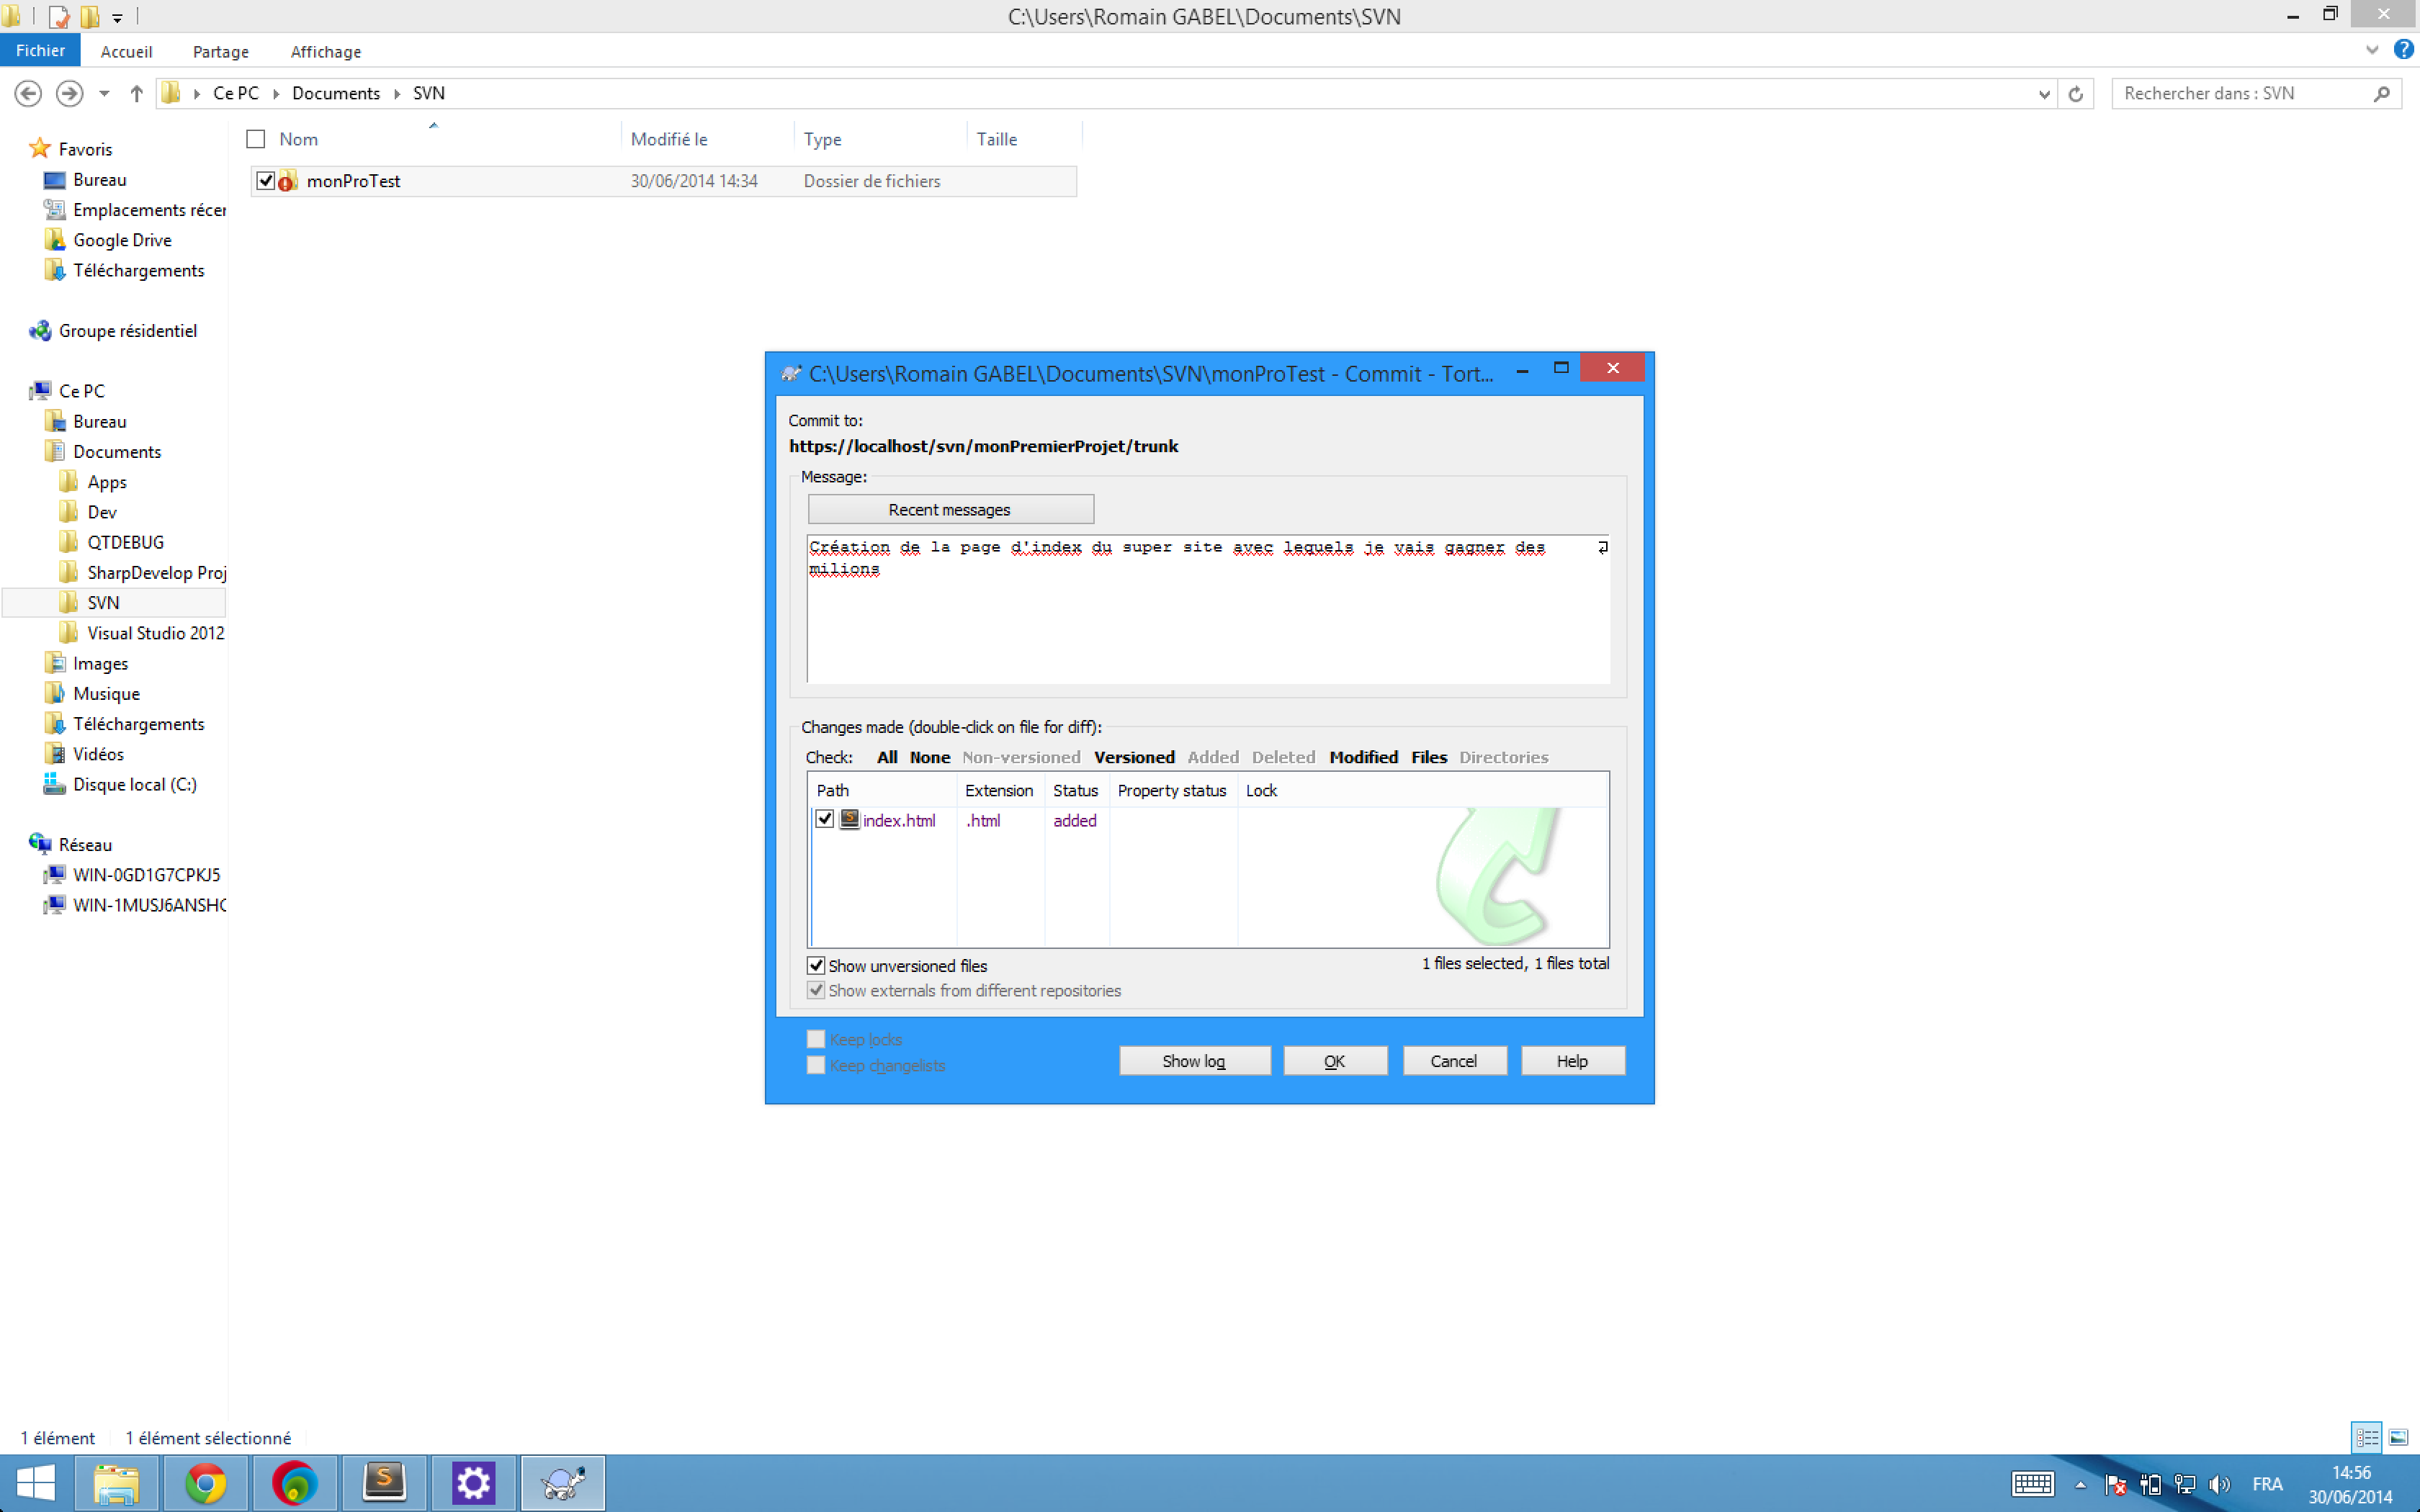 C:\Users\Romain GABEL\Documents\SVN
Fichier Accueil Partage Affichage
Ce PC Documents SVN
Rechercher dans : SVN
Nom Modifié le Type Taille
monProTest 30/06/2014 14:34 Dossier de fichiers
Favoris
Bureau
Emplacements récer
Google Drive
Téléchargements
Groupe résidentiel
Ce PC
Bureau
Documents
Apps
Dev
QTDEBUG
SharpDevelop Proj
SVN
Visual Studio 2012
Images
Musique
Téléchargements
Vidéos
Disque local (C:)
Réseau
WIN-0GD1G7CPKJ5
WIN-1MUSJ6ANSHC
C:\Users\Romain GABEL\Documents\SVN\monProTest - Commit - Tort...
Commit to:
https://localhost/svn/monPremierProjet/trunk
Message:
Recent messages
Création de la page d'index du super site avec lequels je vais gagner des
milions
Changes made (double-click on file for diff):
Check: All None Non-versioned Versioned Added Deleted Modified Files Directories
Path Extension Status Property status Lock
index.html .html added
Show unversioned files
1 files selected, 1 files total
Show externals from different repositories
Keep locks
Keep changelists
Show log OK Cancel Help
1 élément 1 élément sélectionné
FRA
14:56
30/06/2014